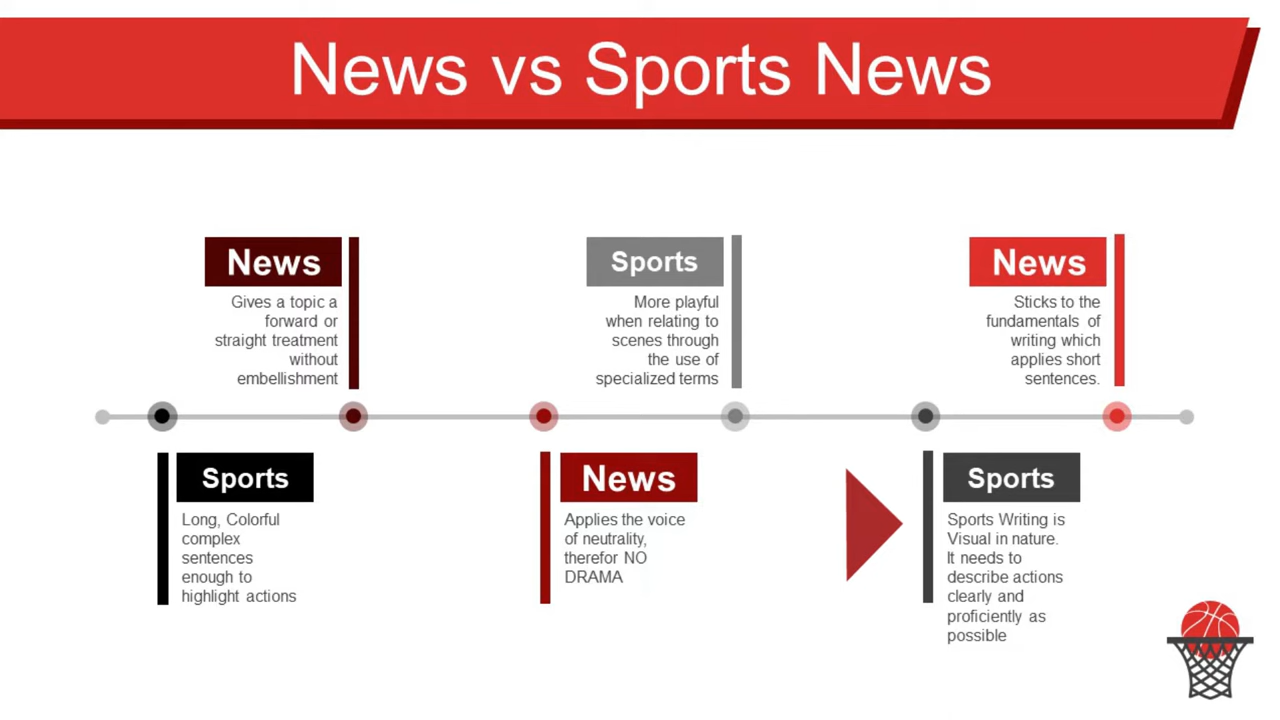 News vs Sports News
News
Gives a topic a
forward or
straight treatment
without
embellishment
Sports
More playful
when relating to
scenes through
the use of
specialized terms
News
Sticks to the
fundamentals of
writing which
applies short
sentences.
Sports
Long, Colorful
complex
sentences
enough to
highlight actions
News
Applies the voice
of neutrality,
therefor NO
DRAMA
Sports
Sports Writing is
Visual in nature.
It needs to
describe actions
clearly and
proficiently as
possible